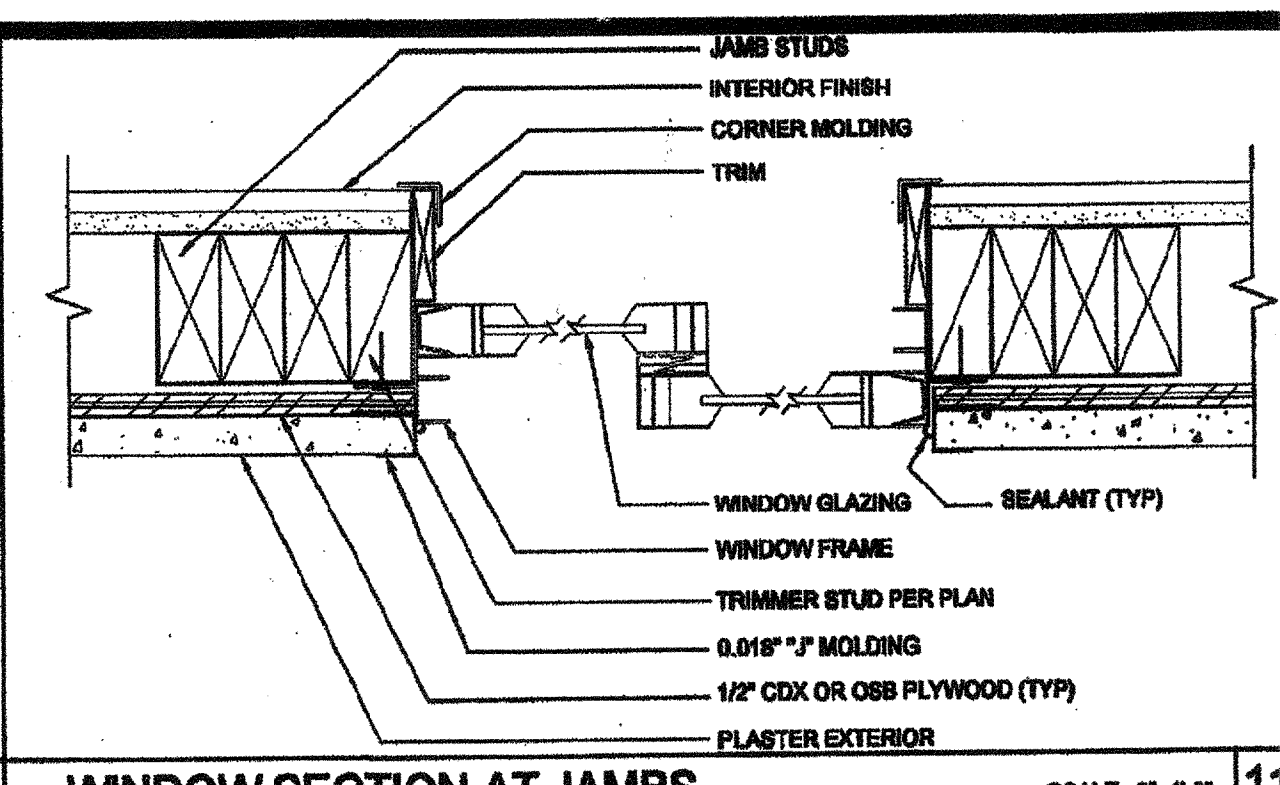 JAMB STUDS
INTERIOR FINISH
CORNER MOLDING
TRIM
WINDOW GLAZING
SEALANT (TYP)
WINDOW FRAME
TRIMMER STUD PER PLAN
0.018" "J" MOLDING
1/2" CDX OR OSB PLYWOOD (TYP)
PLASTER EXTERIOR
WINDOW SECTION AT JAMBS
11